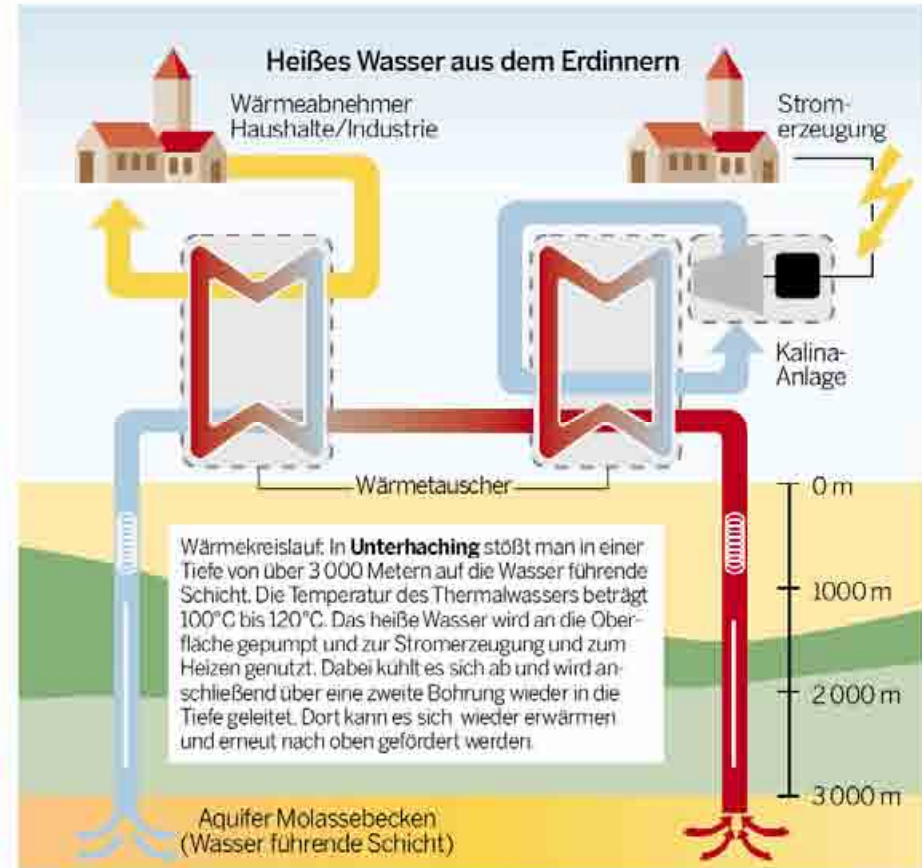 Heißes Wasser aus dem Erdinnern
Wärmeabnehmer
Haushalte/Industrie
Strom-
erzeugung
Kalina-
Anlage
Wärmetauscher
0 m
1000 m
2 000 m
3 000 m
Wärmekreislauf: In Unterhaching stößt man in einer
Tiefe von über 3 000 Metern auf die Wasser führende
Schicht. Die Temperatur des Thermalwassers beträgt
100°C bis 120°C. Das heiße Wasser wird an die Ober-
fläche gepumpt und zur Stromerzeugung und zum
Heizen genutzt. Dabei kühlt es sich ab und wird an-
schließend über eine zweite Bohrung wieder in die
Tiefe geleitet. Dort kann es sich wieder erwärmen
und erneut nach oben gefördert werden.
Aquifer Molassebecken
(Wasser führende Schicht)